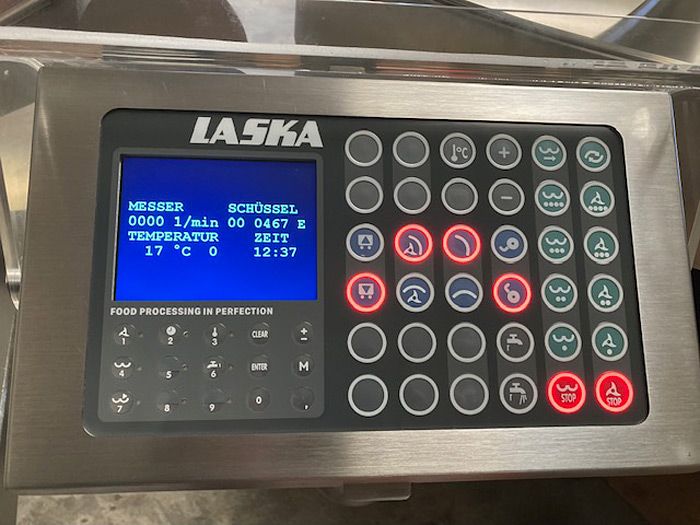 LASKA
MESSER SCHÜSSEL
0000 1/min 00 0467 E
TEMPERATUR ZEIT
17 °C 0 12:37
FOOD PROCESSING IN PERFECTION
1 2 3 CLEAR + −
4 5 6 ENTER M
7 8 9 0 ,
°C +
−
STOP STOP